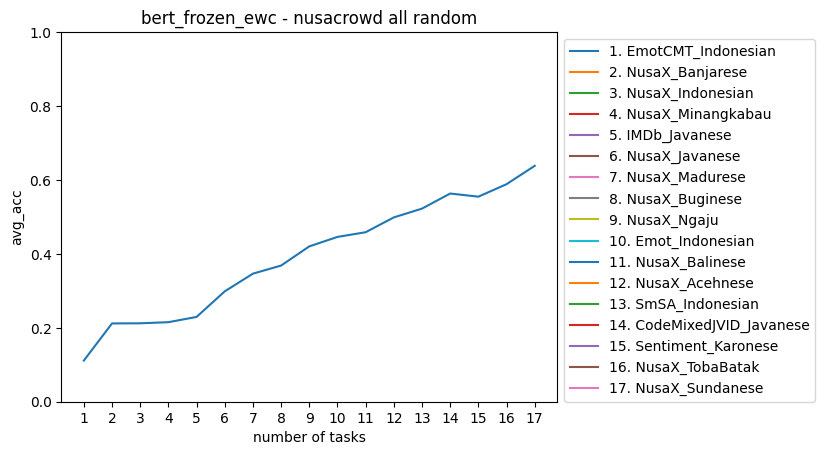 bert_frozen_ewc - nusacrowd all random
1.0
0.8
0.6
0.4
0.2
0.0
avg_acc
1 2 3 4 5 6 7 8 9 10 11 12 13 14 15 16 17
number of tasks
1. EmotCMT_Indonesian
2. NusaX_Banjarese
3. NusaX_Indonesian
4. NusaX_Minangkabau
5. IMDb_Javanese
6. NusaX_Javanese
7. NusaX_Madurese
8. NusaX_Buginese
9. NusaX_Ngaju
10. Emot_Indonesian
11. NusaX_Balinese
12. NusaX_Acehnese
13. SmSA_Indonesian
14. CodeMixedJVID_Javanese
15. Sentiment_Karonese
16. NusaX_TobaBatak
17. NusaX_Sundanese